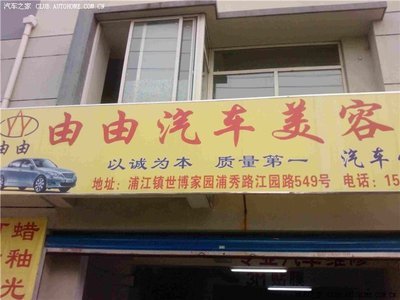 汽车之家 CLUB.AUTOHOME.COM.CN
由由汽车美容
由由
以诚为本 质量第一 汽车
地址：浦江镇世博家园浦秀路江园路549号 电话：15
打蜡
釉
光